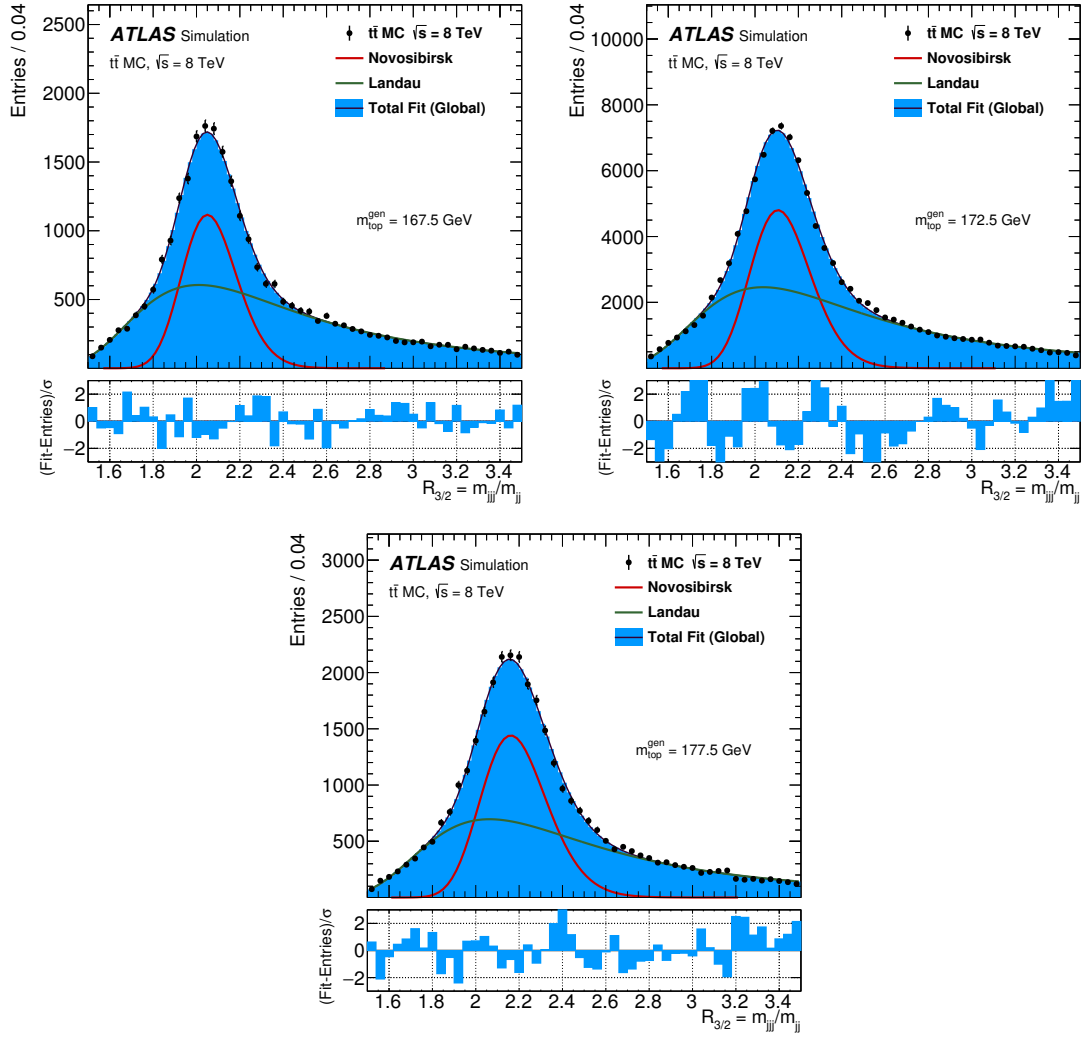 Entries / 0.04
2500
2000
1500
1000
500
ATLAS Simulation
tt̄ MC, √s = 8 TeV
tt̄ MC √s = 8 TeV
Novosibirsk
Landau
Total Fit (Global)
m_top^gen = 167.5 GeV
(Fit-Entries)/σ
2
0
−2
1.6 1.8 2 2.2 2.4 2.6 2.8 3 3.2 3.4
R_3/2 = m_jjj/m_jj
Entries / 0.04
10000
8000
6000
4000
2000
ATLAS Simulation
tt̄ MC, √s = 8 TeV
tt̄ MC √s = 8 TeV
Novosibirsk
Landau
Total Fit (Global)
m_top^gen = 172.5 GeV
(Fit-Entries)/σ
2
0
−2
1.6 1.8 2 2.2 2.4 2.6 2.8 3 3.2 3.4
R_3/2 = m_jjj/m_jj
Entries / 0.04
3000
2500
2000
1500
1000
500
ATLAS Simulation
tt̄ MC, √s = 8 TeV
tt̄ MC √s = 8 TeV
Novosibirsk
Landau
Total Fit (Global)
m_top^gen = 177.5 GeV
(Fit-Entries)/σ
2
0
−2
1.6 1.8 2 2.2 2.4 2.6 2.8 3 3.2 3.4
R_3/2 = m_jjj/m_jj